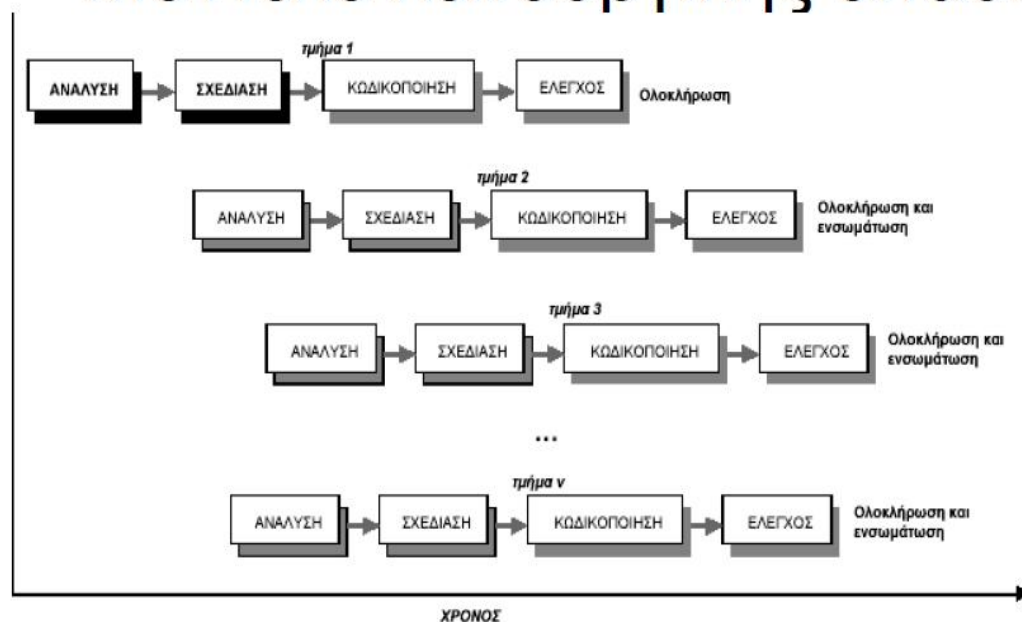 τμήμα 1
ΑΝΑΛΥΣΗ ΣΧΕΔΙΑΣΗ ΚΩΔΙΚΟΠΟΙΗΣΗ ΕΛΕΓΧΟΣ Ολοκλήρωση
τμήμα 2
ΑΝΑΛΥΣΗ ΣΧΕΔΙΑΣΗ ΚΩΔΙΚΟΠΟΙΗΣΗ ΕΛΕΓΧΟΣ Ολοκλήρωση και
ενσωμάτωση
τμήμα 3
ΑΝΑΛΥΣΗ ΣΧΕΔΙΑΣΗ ΚΩΔΙΚΟΠΟΙΗΣΗ ΕΛΕΓΧΟΣ Ολοκλήρωση και
ενσωμάτωση
...
τμήμα ν
ΑΝΑΛΥΣΗ ΣΧΕΔΙΑΣΗ ΚΩΔΙΚΟΠΟΙΗΣΗ ΕΛΕΓΧΟΣ Ολοκλήρωση και
ενσωμάτωση
ΧΡΟΝΟΣ